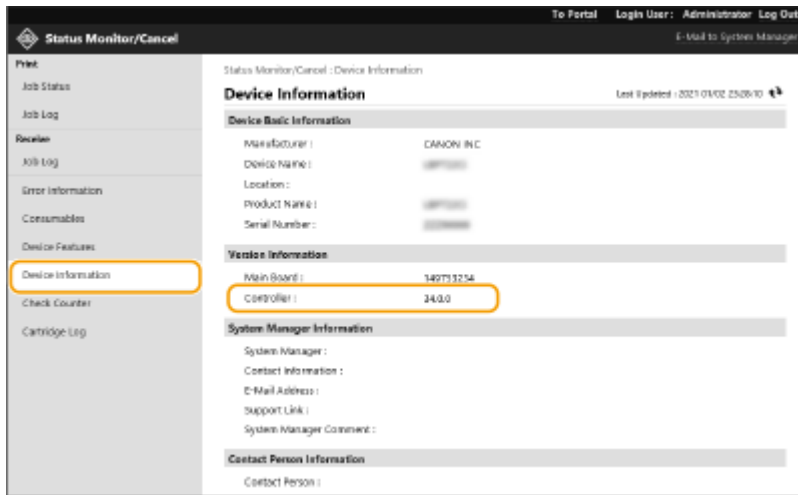 To Portal Login User: Administrator Log Out
Status Monitor/Cancel
E-Mail to System Manager
Print
Job Status
Job Log
Receive
Job Log
Error Information
Consumables
Device Features
Device Information
Check Counter
Cartridge Log
Status Monitor/Cancel : Device Information
Device Information
Last Updated : 2021 01/02
Device Basic Information
Manufacturer : CANON INC
Device Name :
Location :
Product Name :
Serial Number :
Version Information
Main Board :
Controller : 34.0.0
System Manager Information
System Manager :
Contact Information :
E-Mail Address :
Support Link :
System Manager Comment :
Contact Person Information
Contact Person :